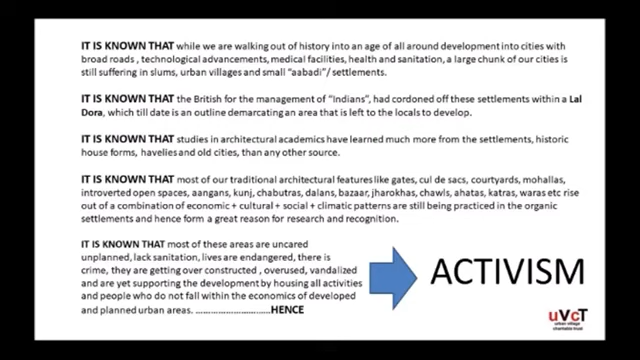 IT IS KNOWN THAT while we are walking out of history into an age of all around development into cities with
broad roads , technological advancements, medical facilities, health and sanitation, a large chunk of our cities is
still suffering in slums, urban villages and small "aabadi"/ settlements.
IT IS KNOWN THAT the British for the management of "Indians", had cordoned off these settlements within a Lal
Dora, which till date is an outline demarcating an area that is left to the locals to develop.
IT IS KNOWN THAT studies in architectural academics have learned much more from the settlements, historic
house forms, havelies and old cities, than any other source.
IT IS KNOWN THAT most of our traditional architectural features like gates, cul de sacs, courtyards, mohallas,
introverted open spaces, aangans, kunj, chabutras, dalans, bazaar, jharokhas, chawls, ahatas, katras, waras etc rise
out of a combination of economic + cultural + social + climatic patterns are still being practiced in the organic
settlements and hence form a great reason for research and recognition.
IT IS KNOWN THAT most of these areas are uncared
unplanned, lack sanitation, lives are endangered, there is
crime, they are getting over constructed , overused, vandalized
and are yet supporting the development by housing all activities
and people who do not fall within the economics of developed
and planned urban areas. ............................HENCE
ACTIVISM
uVcT
urban village
charitable trust